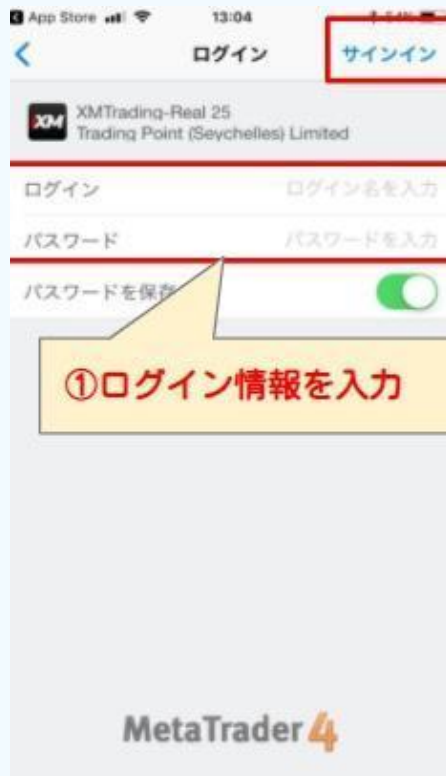 App Store 13:04
ログイン サインイン
XM XMTrading-Real 25
Trading Point (Seychelles) Limited
ログイン ログイン名を入力
パスワード パスワードを入力
パスワードを保存
①ログイン情報を入力
MetaTrader 4